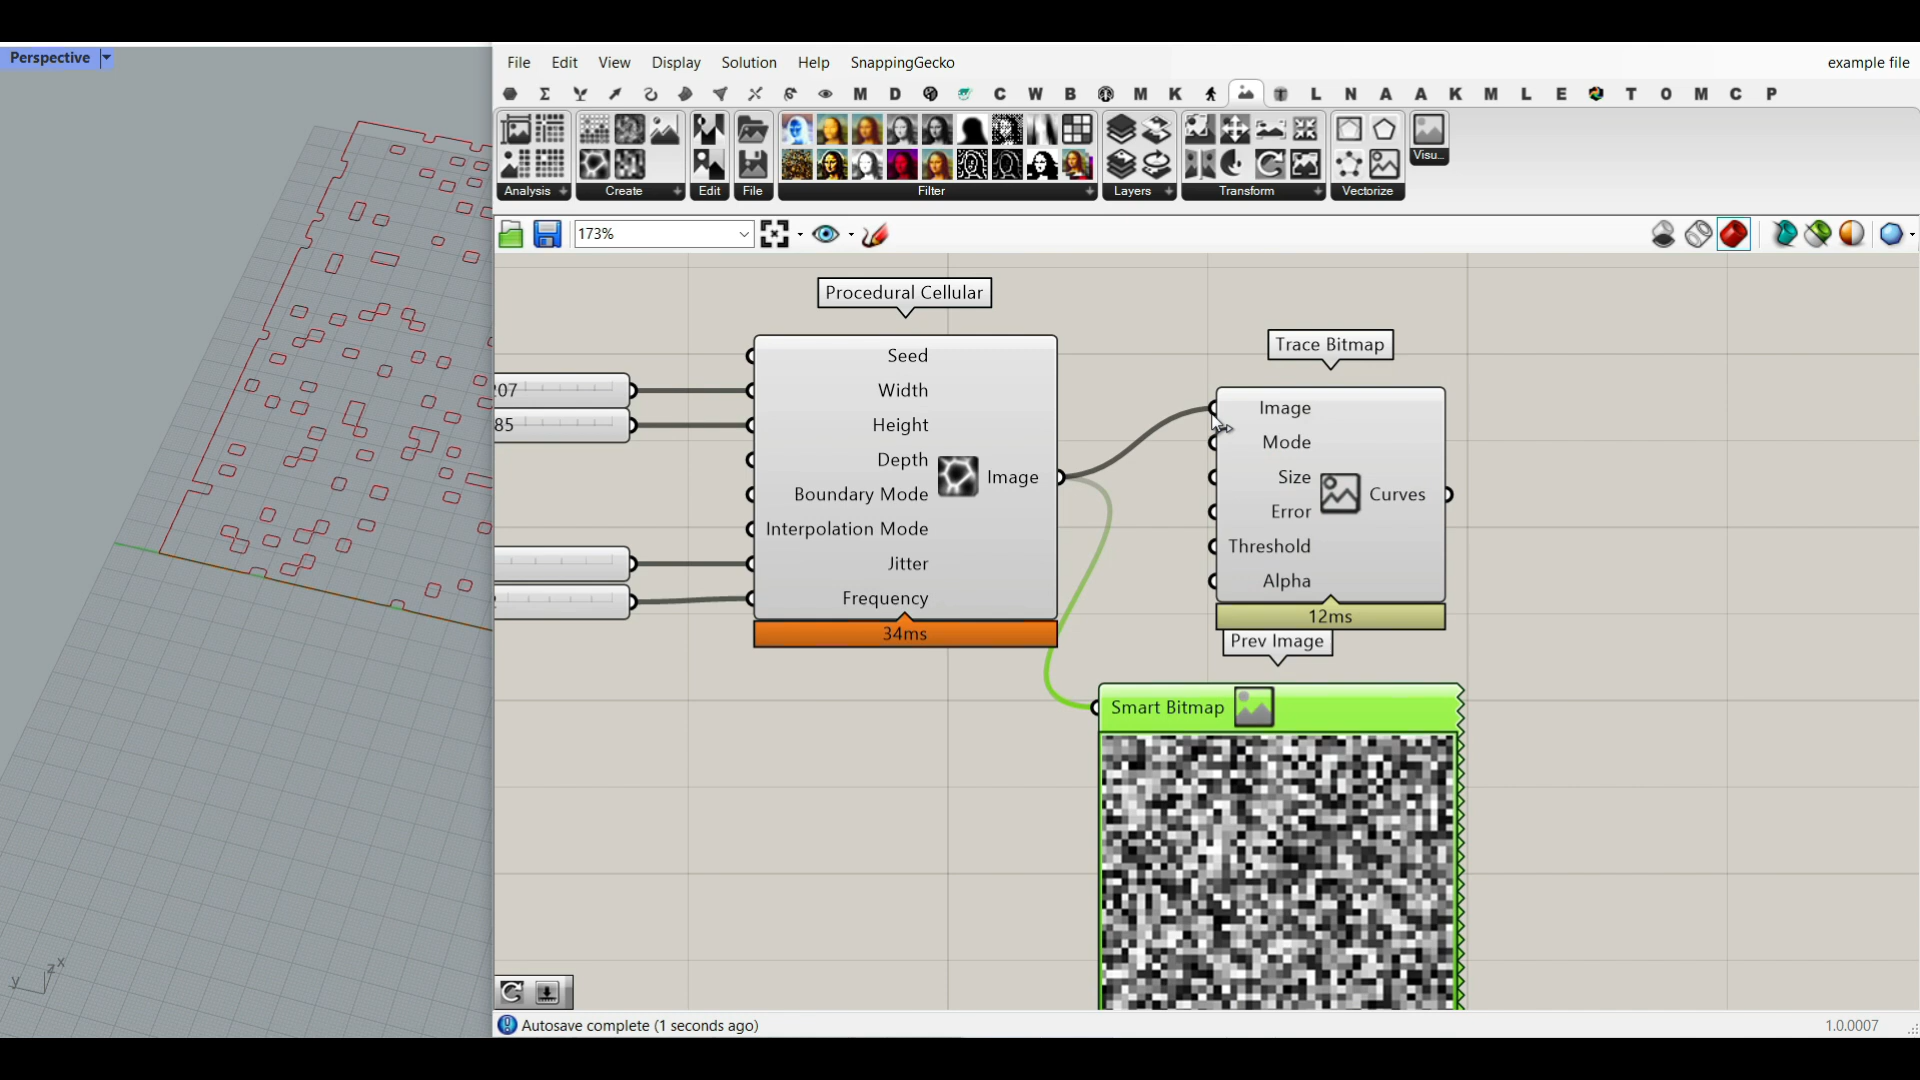 Perspective
File Edit View Display Solution Help SnappingGecko example file
Σ M D C W B M K L N A A K M L E T O M C P
Analysis Create Edit File Filter Layers Transform Vectorize Visu...
173%
Procedural Cellular
Trace Bitmap
Seed
Width
Height
Depth
Boundary Mode
Interpolation Mode
Jitter
Frequency
Image
34ms
Image
Mode
Size
Error
Threshold
Alpha
Curves
12ms
Prev Image
Smart Bitmap
207
85
y z x
Autosave complete (1 seconds ago)
1.0.0007